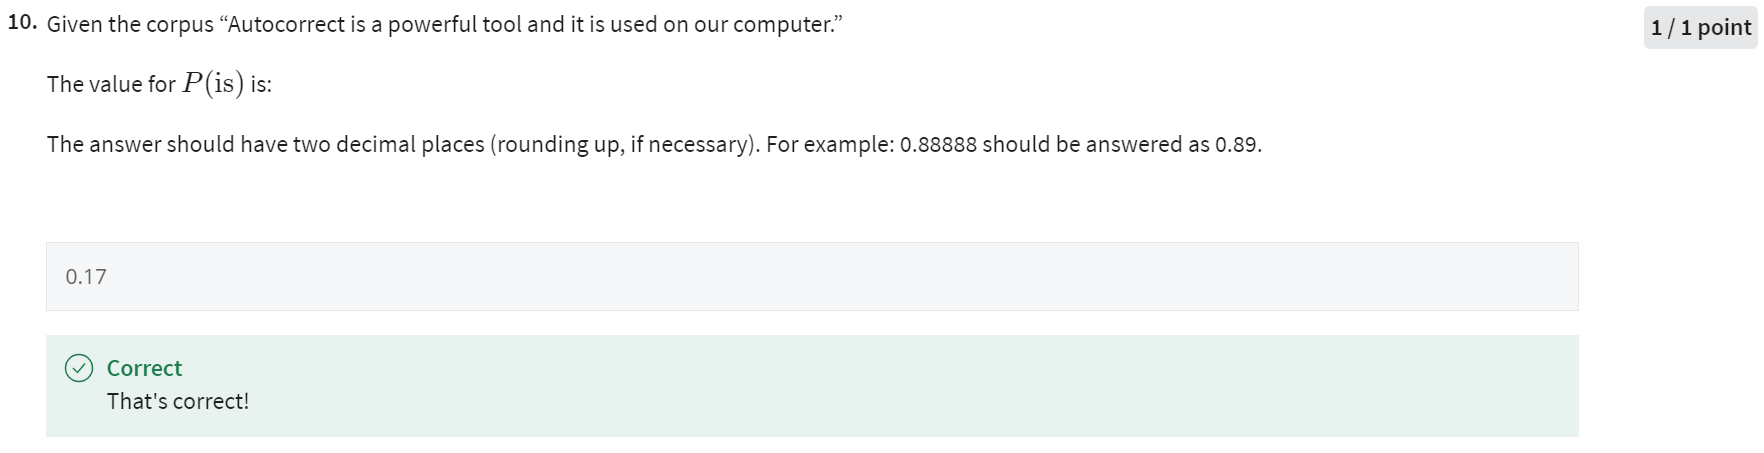 10. Given the corpus “Autocorrect is a powerful tool and it is used on our computer.”
1 / 1 point
The value for P(is) is:
The answer should have two decimal places (rounding up, if necessary). For example: 0.88888 should be answered as 0.89.
0.17
Correct
That's correct!